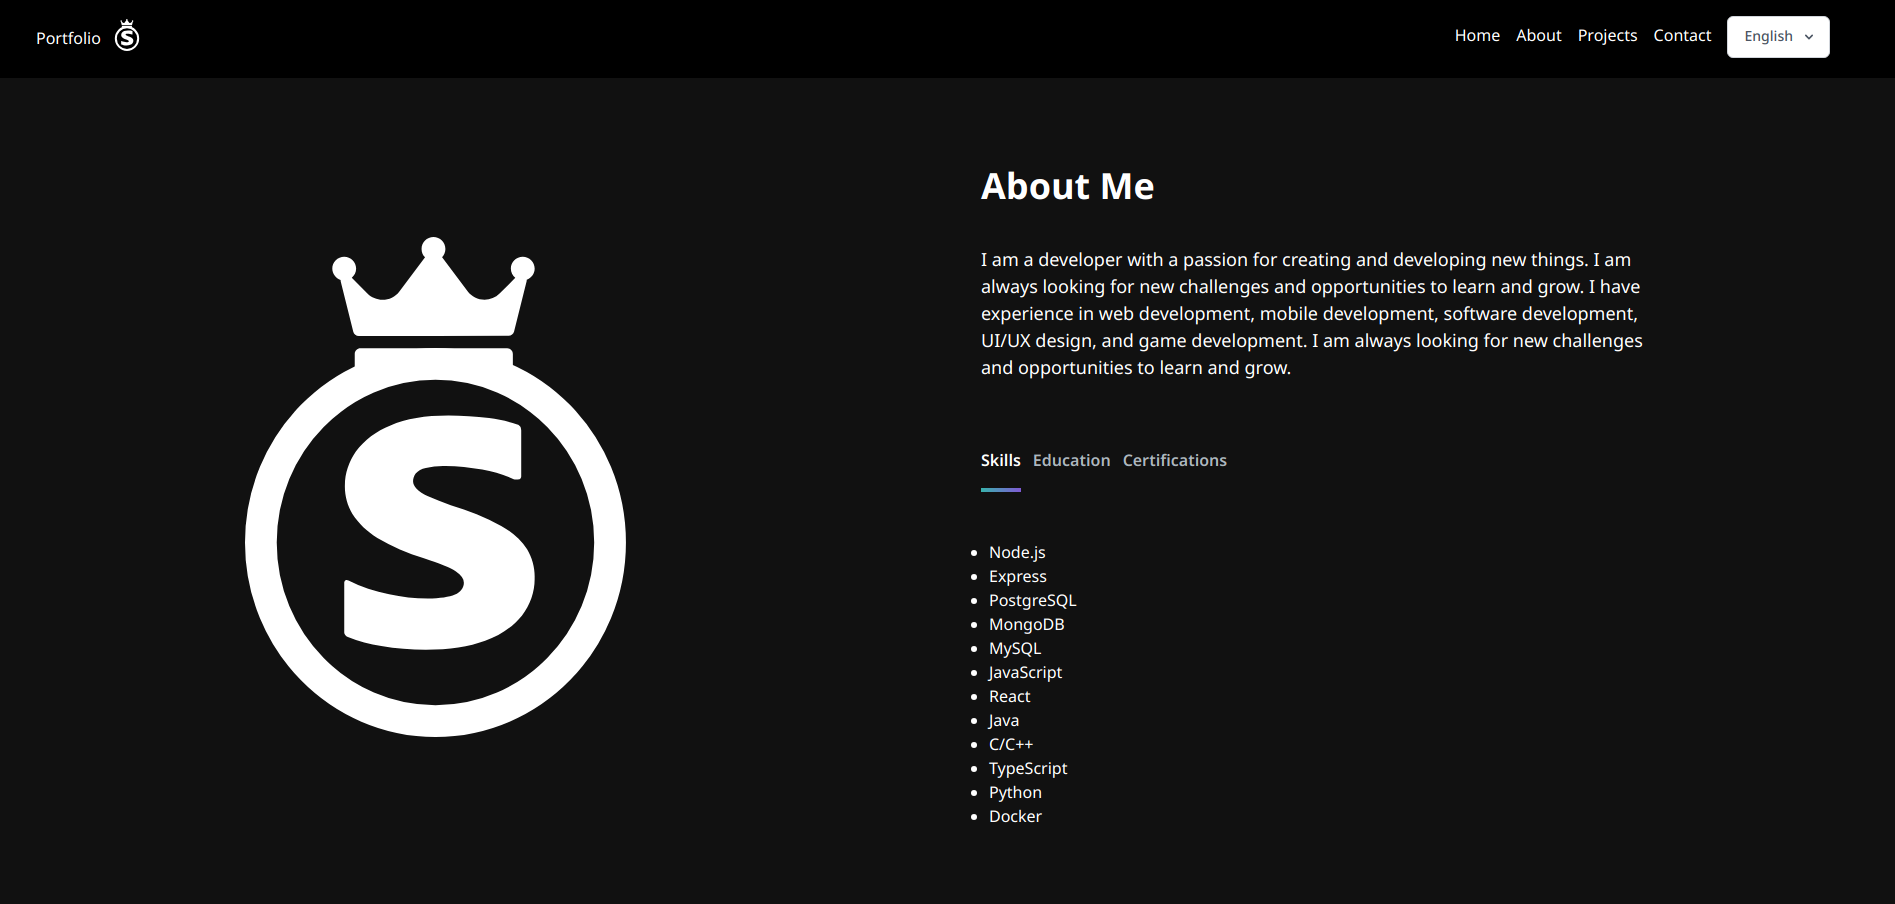 Portfolio S
Home About Projects Contact English
S
About Me
I am a developer with a passion for creating and developing new things. I am
always looking for new challenges and opportunities to learn and grow. I have
experience in web development, mobile development, software development,
UI/UX design, and game development. I am always looking for new challenges
and opportunities to learn and grow.
Skills Education Certifications
Node.js
Express
PostgreSQL
MongoDB
MySQL
JavaScript
React
Java
C/C++
TypeScript
Python
Docker